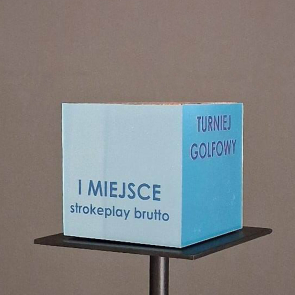 I MIEJSCE
strokeplay brutto
TURNIEJ
GOLFOWY